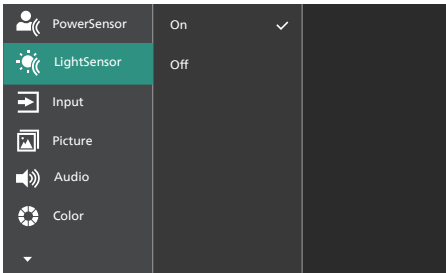 PowerSensor
LightSensor
Input
Picture
Audio
Color
On
Off